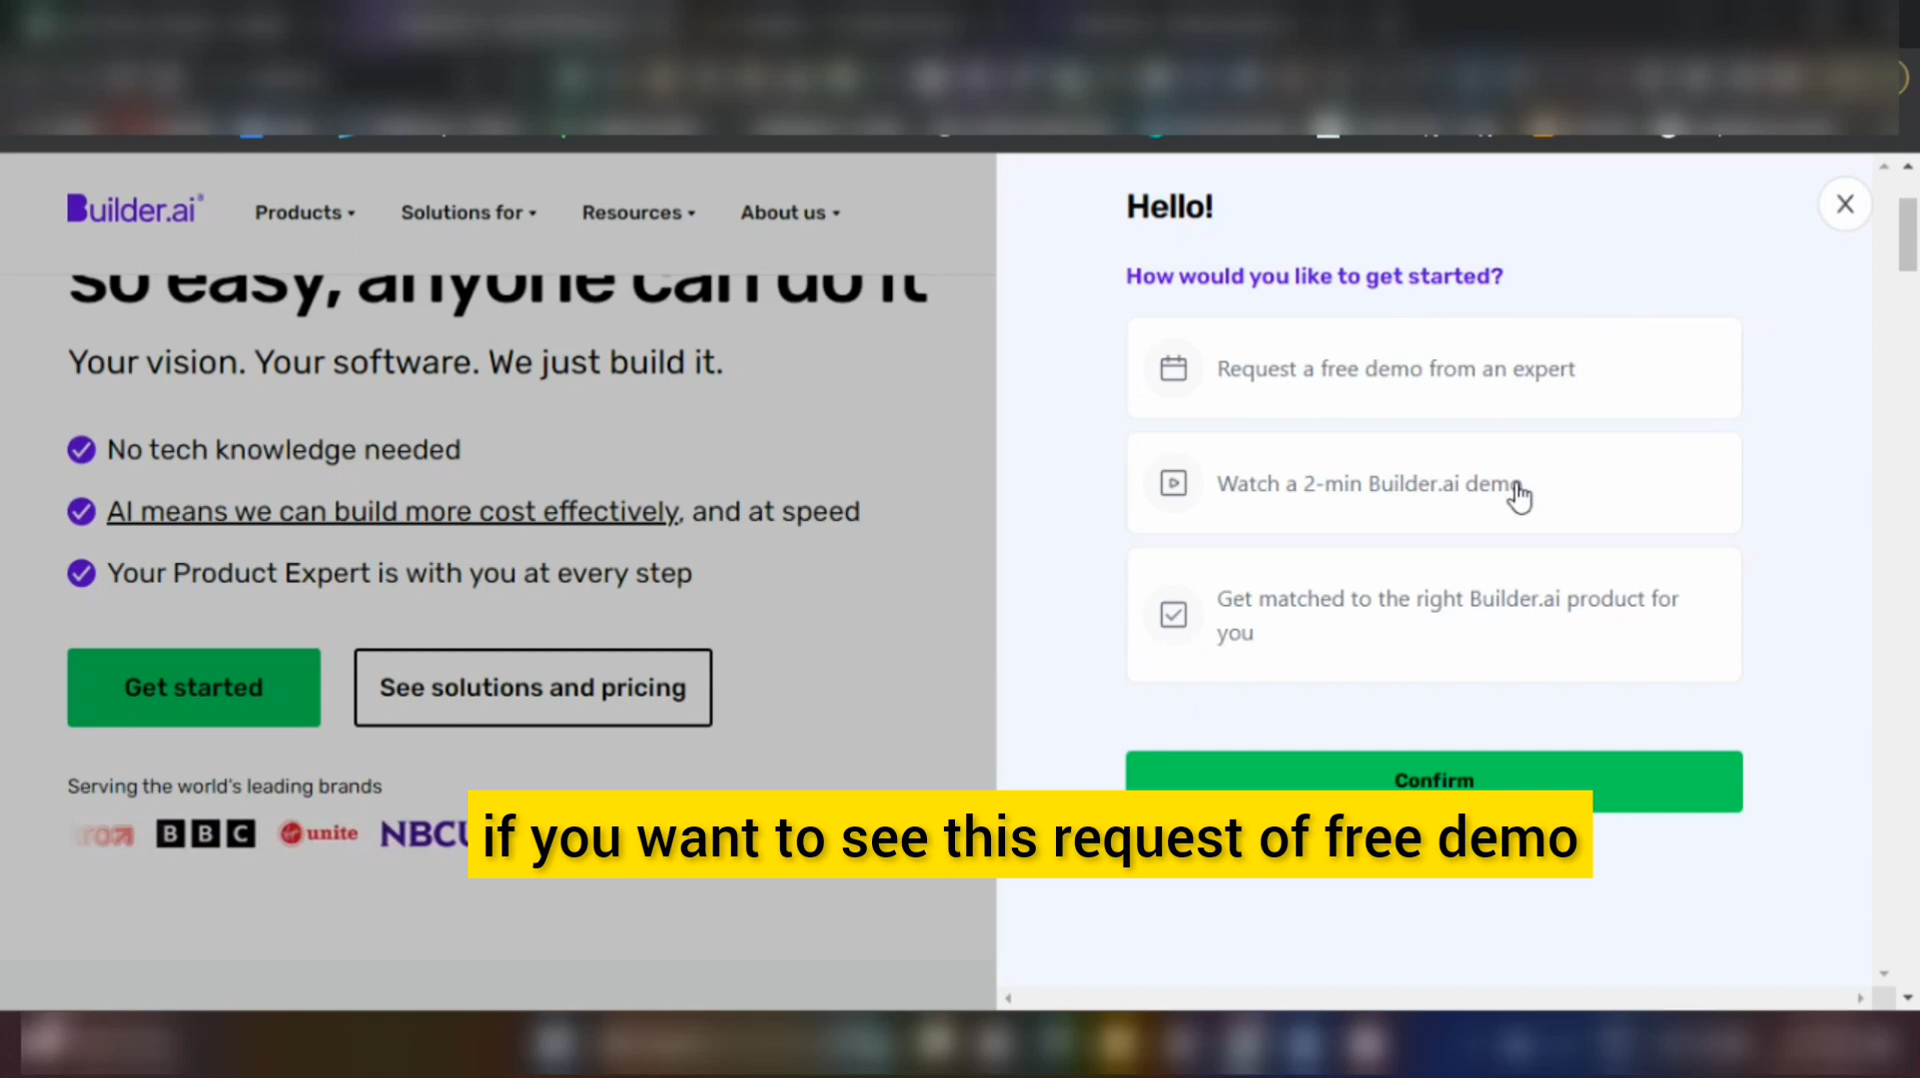 Builder.ai
Products
Solutions for
Resources
About us
so easy, anyone can do it
Your vision. Your software. We just build it.
No tech knowledge needed
AI means we can build more cost effectively, and at speed
Your Product Expert is with you at every step
Get started
See solutions and pricing
Serving the world's leading brands
BBC
virgin unite
NBCU
Hello!
How would you like to get started?
Request a free demo from an expert
Watch a 2-min Builder.ai demo
Get matched to the right Builder.ai product for
you
Confirm
if you want to see this request of free demo